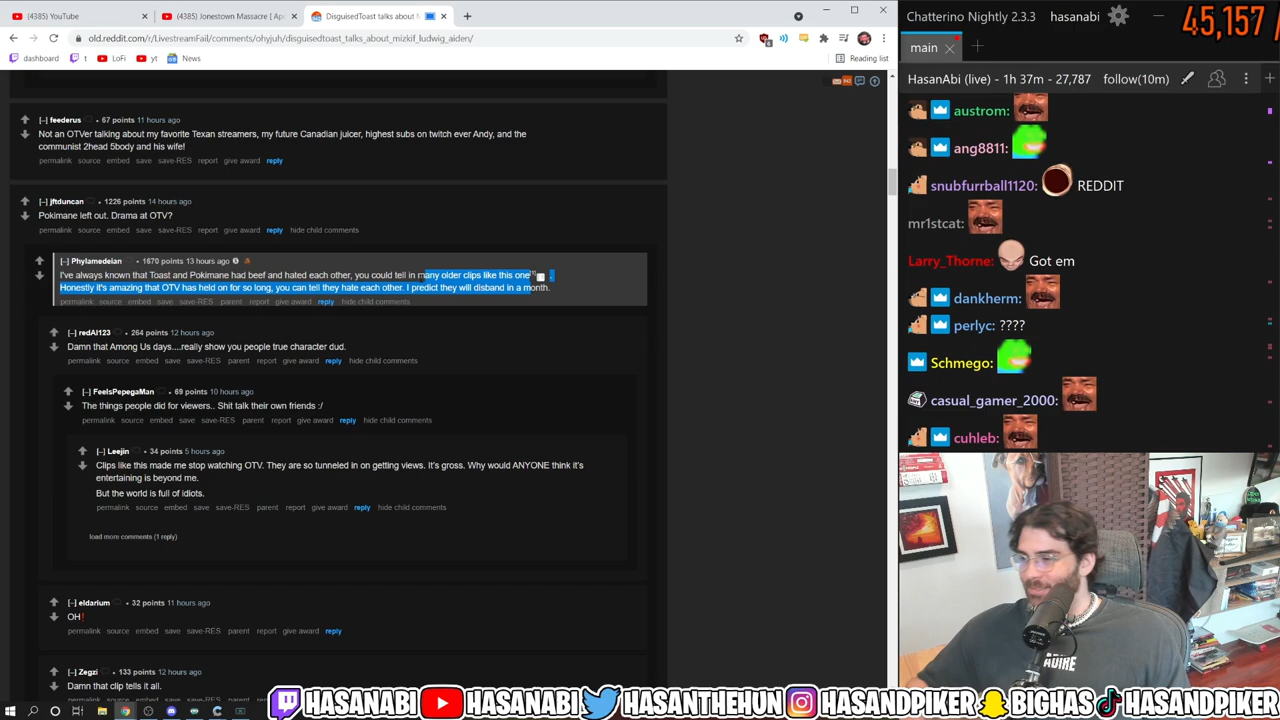 (4385) YouTube
(4385) Jonestown Massacre [ Apo
DisguisedToast talks about M
old.reddit.com/r/LivestreamFail/comments/ohyjuh/disguisedtoast_talks_about_mizkif_ludwig_aiden/
dashboard
1
LoFi
yt
News
Reading list
[–] feederus • 67 points 11 hours ago
Not an OTVer talking about my favorite Texan streamers, my future Canadian juicer, highest subs on twitch ever Andy, and the
communist 2head 5body and his wife!
permalink source embed save save-RES report give award reply
[–] jftduncan • 1226 points 14 hours ago
Pokimane left out. Drama at OTV?
permalink source embed save save-RES report give award reply hide child comments
[–] Phylamedeian • 1670 points 13 hours ago
I've always known that Toast and Pokimane had beef and hated each other, you could tell in many older clips like this one
Honestly it's amazing that OTV has held on for so long, you can tell they hate each other. I predict they will disband in a month.
permalink source embed save save-RES parent report give award reply hide child comments
[–] redAI123 • 264 points 12 hours ago
Damn that Among Us days....really show you people true character dud.
permalink source embed save save-RES parent report give award reply hide child comments
[–] FeelsPepegaMan • 69 points 10 hours ago
The things people did for viewers.. Shit talk their own friends :/
permalink source embed save save-RES parent report give award reply hide child comments
[–] Leejin • 34 points 5 hours ago
Clips like this made me stop watching OTV. They are so tunneled in on getting views. It's gross. Why would ANYONE think it's
entertaining is beyond me.
But the world is full of idiots.
permalink source embed save save-RES parent report give award reply hide child comments
load more comments (1 reply)
[–] eldarium • 32 points 11 hours ago
OH!
permalink source embed save save-RES parent report give award reply
[–] Zegzi • 133 points 12 hours ago
Damn that clip tells it all.
Chatterino Nightly 2.3.3 hasanabi
45,157
main
HasanAbi (live) - 1h 37m - 27,787 follow(10m)
austrom:
ang8811:
snubfurrball1120: REDDIT
mr1stcat:
Larry_Thorne: Got em
dankherm:
perlyc: ????
Schmego:
casual_gamer_2000:
cuhleb:
HASANABI HASANABI HASANTHEHUN HASANDPIKER BIGHAS HASANDPIKER